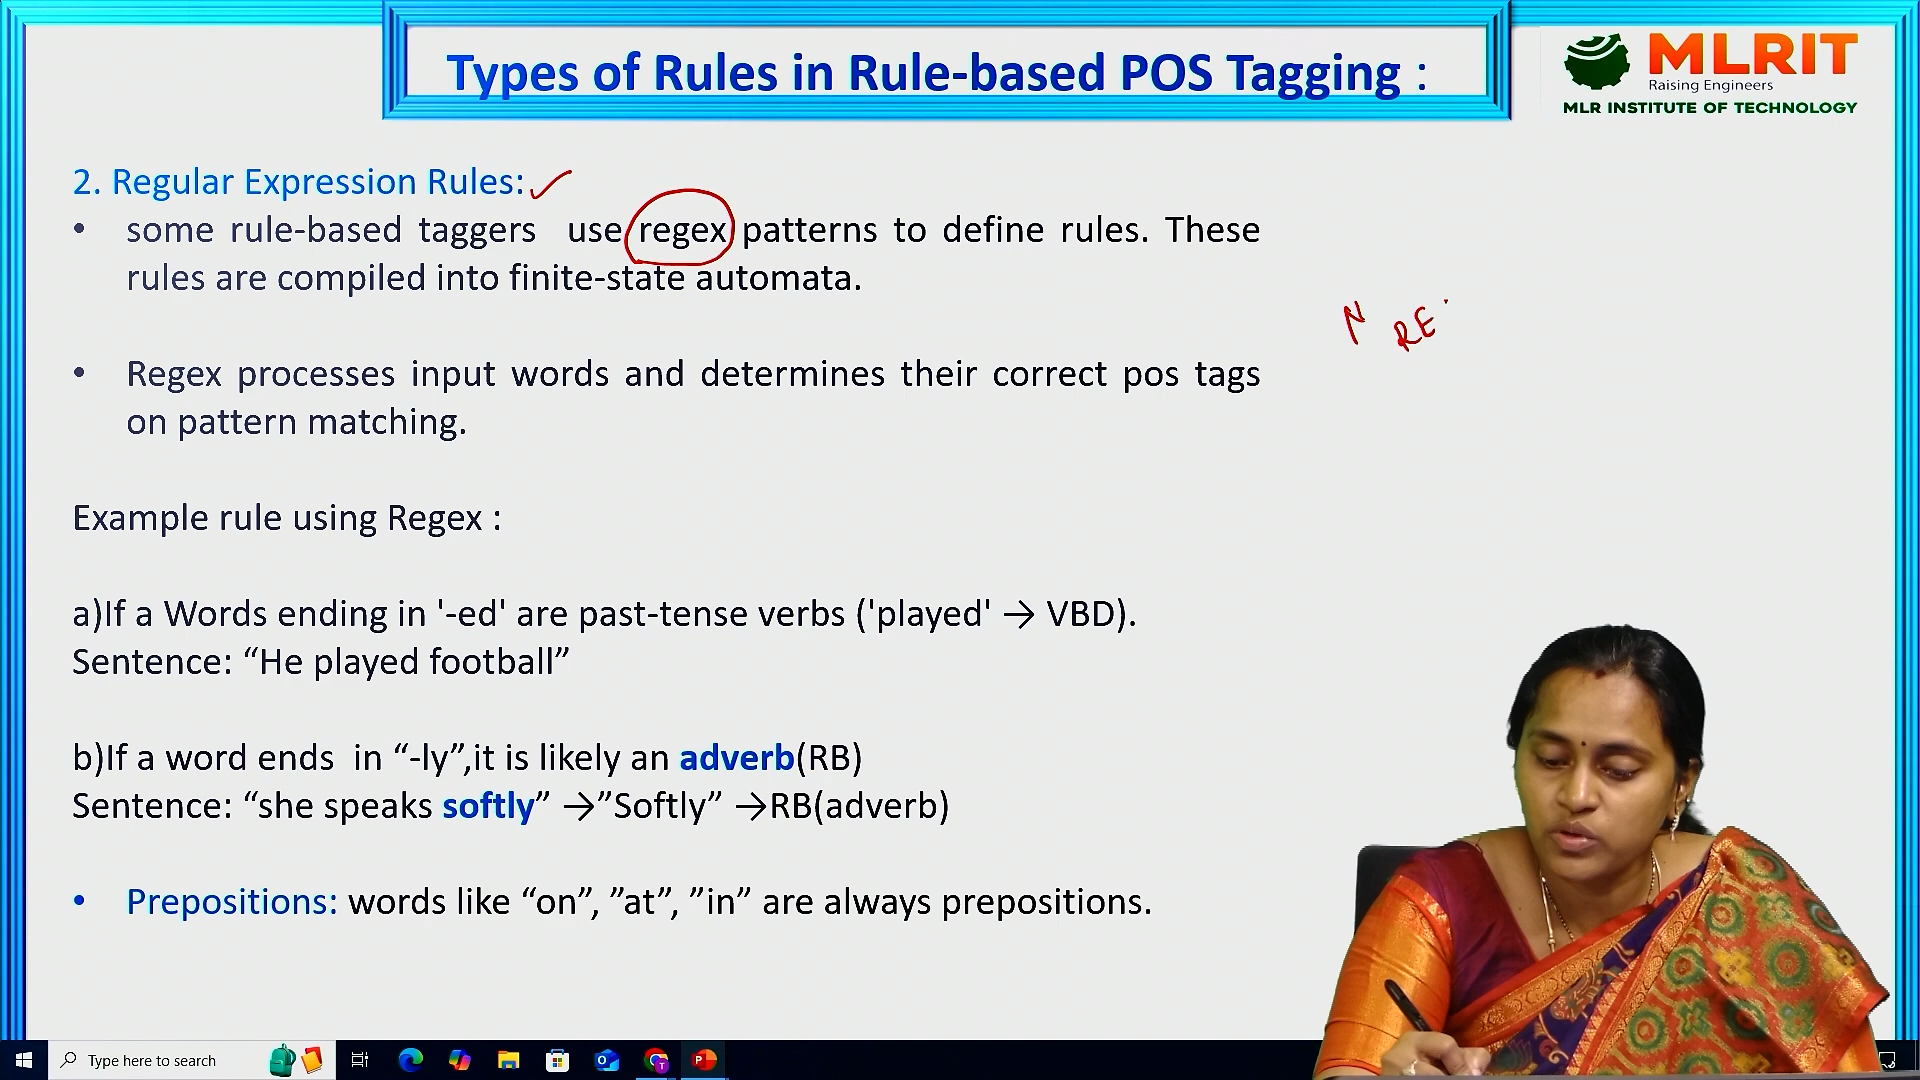 Types of Rules in Rule-based POS Tagging :
MLRIT
Raising Engineers
MLR INSTITUTE OF TECHNOLOGY
2. Regular Expression Rules:
• some rule-based taggers use regex patterns to define rules. These
rules are compiled into finite-state automata.
N RE
• Regex processes input words and determines their correct pos tags
on pattern matching.
Example rule using Regex :
a)If a Words ending in '-ed' are past-tense verbs ('played' → VBD).
Sentence: “He played football”
b)If a word ends in “-ly”,it is likely an adverb(RB)
Sentence: “she speaks softly” →”Softly” →RB(adverb)
• Prepositions: words like “on”, ”at”, ”in” are always prepositions.
Type here to search